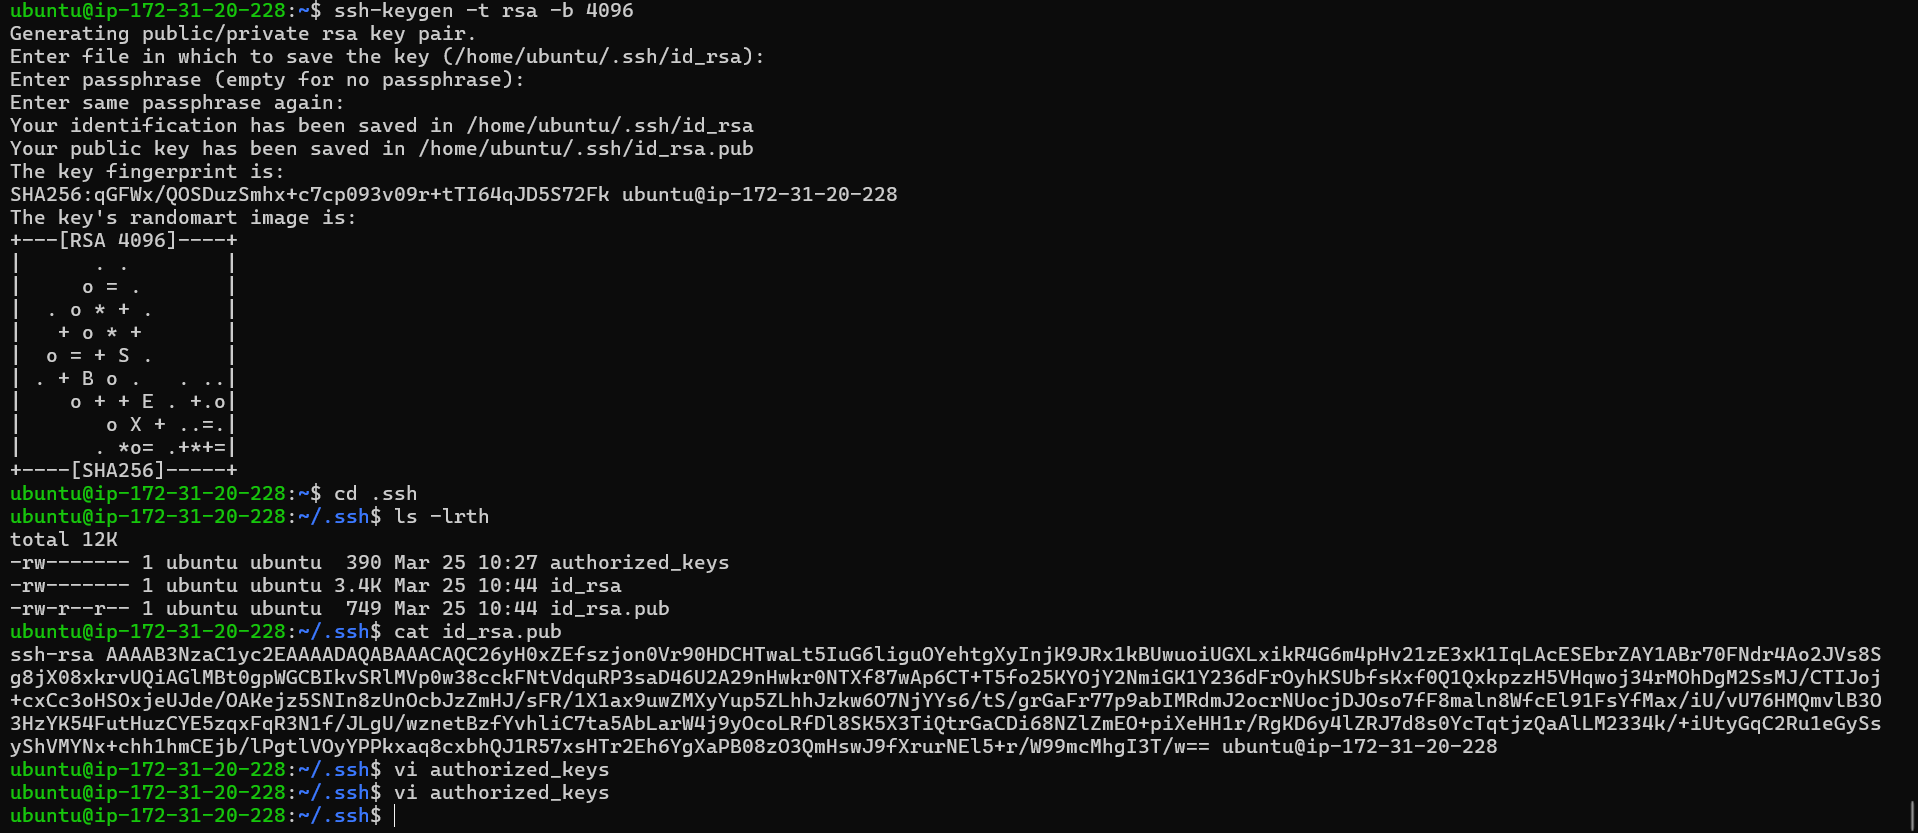 ubuntu@ip-172-31-20-228:~$ ssh-keygen -t rsa -b 4096
Generating public/private rsa key pair.
Enter file in which to save the key (/home/ubuntu/.ssh/id_rsa):
Enter passphrase (empty for no passphrase):
Enter same passphrase again:
Your identification has been saved in /home/ubuntu/.ssh/id_rsa
Your public key has been saved in /home/ubuntu/.ssh/id_rsa.pub
The key fingerprint is:
SHA256:qGFWx/QOSDuzSmhx+c7cp093v09r+tTI64qJD5S72Fk ubuntu@ip-172-31-20-228
The key's randomart image is:
+---[RSA 4096]----+
|      . .        |
|     o = .       |
|  . o * + .      |
|   + o * +       |
|  o = + S .      |
| . + B o .   . ..|
|    o + + E . +.o|
|       o X + ..=.|
|      . *o= .+*+=|
+----[SHA256]-----+
ubuntu@ip-172-31-20-228:~$ cd .ssh
ubuntu@ip-172-31-20-228:~/.ssh$ ls -lrth
total 12K
-rw------- 1 ubuntu ubuntu  390 Mar 25 10:27 authorized_keys
-rw------- 1 ubuntu ubuntu 3.4K Mar 25 10:44 id_rsa
-rw-r--r-- 1 ubuntu ubuntu  749 Mar 25 10:44 id_rsa.pub
ubuntu@ip-172-31-20-228:~/.ssh$ cat id_rsa.pub
ssh-rsa AAAAB3NzaC1yc2EAAAADAQABAAACAQC26yH0xZEfszjon0Vr90HDCHTwaLt5IuG6liguOYehtgXyInjK9JRx1kBUwuoiUGXLxikR4G6m4pHv21zE3xK1IqLAcESEbrZAY1ABr70FNdr4Ao2JVs8S
g8jX08xkrvUQiAGlMBt0gpWGCBIkvSRlMVp0w38cckFNtVdquRP3saD46U2A29nHwkr0NTXf87wAp6CT+T5fo25KYOjY2NmiGK1Y236dFrOyhKSUbfsKxf0Q1QxkpzzH5VHqwoj34rMOhDgM2SsMJ/CTIJoj
+cxCc3oHSOxjeUJde/OAKejz5SNIn8zUnOcbJzZmHJ/sFR/1X1ax9uwZMXyYup5ZLhhJzkw6O7NjYYs6/tS/grGaFr77p9abIMRdmJ2ocrNUocjDJOso7fF8maln8WfcEl91FsYfMax/iU/vU76HMQmvlB3O
3HzYK54FutHuzCYE5zqxFqR3N1f/JLgU/wznetBzfYvhliC7ta5AbLarW4j9yOcoLRfDl8SK5X3TiQtrGaCDi68NZlZmEO+piXeHH1r/RgKD6y4lZRJ7d8s0YcTqtjzQaAlLM2334k/+iUtyGqC2Ru1eGySs
yShVMYNx+chh1hmCEjb/lPgtlVOyYPPkxaq8cxbhQJ1R57xsHTr2Eh6YgXaPB08zO3QmHswJ9fXrurNEl5+r/W99mcMhgI3T/w== ubuntu@ip-172-31-20-228
ubuntu@ip-172-31-20-228:~/.ssh$ vi authorized_keys
ubuntu@ip-172-31-20-228:~/.ssh$ vi authorized_keys
ubuntu@ip-172-31-20-228:~/.ssh$